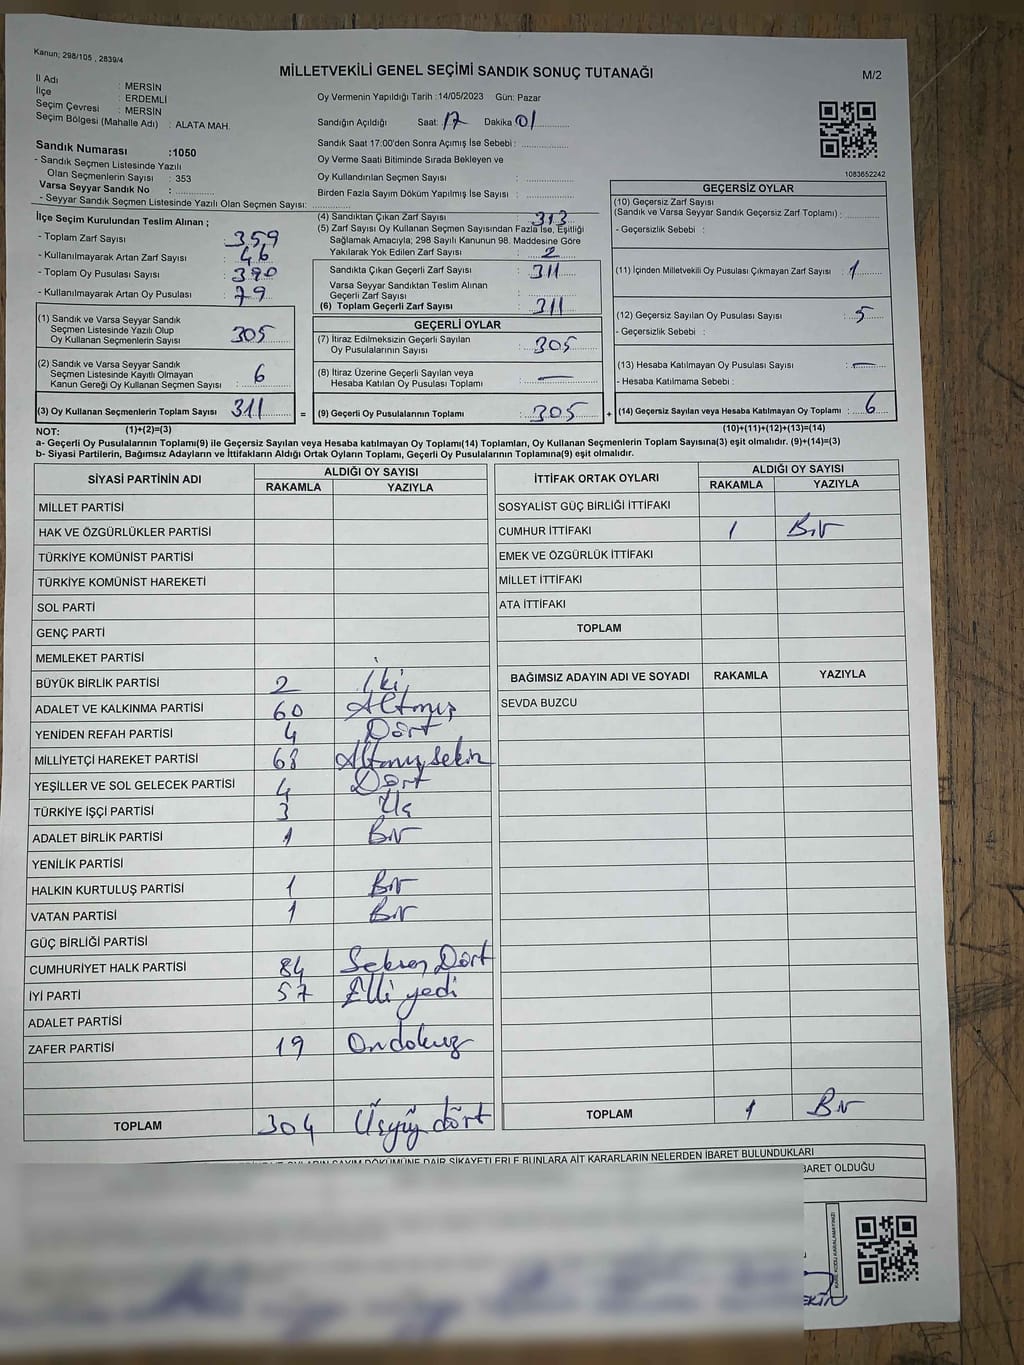 Kanun; 298/105 , 2839/4
MİLLETVEKİLİ GENEL SEÇİMİ SANDIK SONUÇ TUTANAĞI
M/2
İl Adı : MERSİN
İlçe : ERDEMLİ
Seçim Çevresi : MERSİN
Seçim Bölgesi (Mahalle Adı) : ALATA MAH.
Sandık Numarası :1050
- Sandık Seçmen Listesinde Yazılı
Olan Seçmenlerin Sayısı : 353
Varsa Seyyar Sandık No :
- Seyyar Sandık Seçmen Listesinde Yazılı Olan Seçmen Sayısı:
Oy Vermenin Yapıldığı Tarih :14/05/2023 Gün: Pazar
Sandığın Açıldığı Saat: 17 Dakika 01
Sandık Saat 17:00'den Sonra Açımış İse Sebebi :
Oy Verme Saati Bitiminde Sırada Bekleyen ve
Oy Kullandırılan Seçmen Sayısı :
Birden Fazla Sayım Döküm Yapılmış İse Sayısı :
1083652242
İlçe Seçim Kurulundan Teslim Alınan ;
- Toplam Zarf Sayısı : 359
- Kullanılmayarak Artan Zarf Sayısı : 46
- Toplam Oy Pusulası Sayısı : 390
- Kullanılmayarak Artan Oy Pusulası : 79
(1) Sandık ve Varsa Seyyar Sandık
Seçmen Listesinde Yazılı Olup
Oy Kullanan Seçmenlerin Sayısı : 305
(2) Sandık ve Varsa Seyyar Sandık
Seçmen Listesinde Kayıtlı Olmayan
Kanun Gereği Oy Kullanan Seçmen Sayısı : 6
(3) Oy Kullanan Seçmenlerin Toplam Sayısı : 311
(4) Sandıktan Çıkan Zarf Sayısı : 313
(5) Zarf Sayısı Oy Kullanan Seçmen Sayısından Fazla İse, Eşitliği
Sağlamak Amacıyla; 298 Sayılı Kanunun 98. Maddesine Göre
Yakılarak Yok Edilen Zarf Sayısı : 2
Sandıkta Çıkan Geçerli Zarf Sayısı : 311
Varsa Seyyar Sandıktan Teslim Alınan
Geçerli Zarf Sayısı :
(6) Toplam Geçerli Zarf Sayısı : 311
GEÇERLİ OYLAR
(7) İtiraz Edilmeksizin Geçerli Sayılan
Oy Pusulalarının Sayısı : 305
(8) İtiraz Üzerine Geçerli Sayılan veya
Hesaba Katılan Oy Pusulası Toplamı : —
= (9) Geçerli Oy Pusulalarının Toplamı : 305
GEÇERSİZ OYLAR
(10) Geçersiz Zarf Sayısı
(Sandık ve Varsa Seyyar Sandık Geçersiz Zarf Toplamı) :
- Geçersizlik Sebebi :
(11) İçinden Milletvekili Oy Pusulası Çıkmayan Zarf Sayısı : 1
(12) Geçersiz Sayılan Oy Pusulası Sayısı : 5
- Geçersizlik Sebebi :
(13) Hesaba Katılmayan Oy Pusulası Sayısı : —
- Hesaba Katılmama Sebebi :
+ (14) Geçersiz Sayılan veya Hesaba Katılmayan Oy Toplamı : 6
NOT: (1)+(2)=(3) (10)+(11)+(12)+(13)=(14)
a- Geçerli Oy Pusulalarının Toplamı(9) ile Geçersiz Sayılan veya Hesaba katılmayan Oy Toplamı(14) Toplamları, Oy Kullanan Seçmenlerin Toplam Sayısına(3) eşit olmalıdır. (9)+(14)=(3)
b- Siyasi Partilerin, Bağımsız Adayların ve İttifakların Aldığı Ortak Oyların Toplamı, Geçerli Oy Pusulalarının Toplamına(9) eşit olmalıdır.
SİYASİ PARTİNİN ADI ALDIĞI OY SAYISI
RAKAMLA YAZIYLA
MİLLET PARTİSİ
HAK VE ÖZGÜRLÜKLER PARTİSİ
TÜRKİYE KOMÜNİST PARTİSİ
TÜRKİYE KOMÜNİST HAREKETİ
SOL PARTİ
GENÇ PARTİ
MEMLEKET PARTİSİ
BÜYÜK BİRLİK PARTİSİ 2 İki
ADALET VE KALKINMA PARTİSİ 60 Altmış
YENİDEN REFAH PARTİSİ 4 Dört
MİLLİYETÇİ HAREKET PARTİSİ 68 Altmışsekiz
YEŞİLLER VE SOL GELECEK PARTİSİ 4 Dört
TÜRKİYE İŞÇİ PARTİSİ 3 Üç
ADALET BİRLİK PARTİSİ 1 Bir
YENİLİK PARTİSİ
HALKIN KURTULUŞ PARTİSİ 1 Bir
VATAN PARTİSİ 1 Bir
GÜÇ BİRLİĞİ PARTİSİ
CUMHURİYET HALK PARTİSİ 84 Seksen Dört
İYİ PARTİ 57 Elli yedi
ADALET PARTİSİ
ZAFER PARTİSİ 19 Ondokuz
TOPLAM 304 Üçyüz dört
İTTİFAK ORTAK OYLARI ALDIĞI OY SAYISI
RAKAMLA YAZIYLA
SOSYALİST GÜÇ BİRLİĞİ İTTİFAKI
CUMHUR İTTİFAKI 1 Bir
EMEK VE ÖZGÜRLÜK İTTİFAKI
MİLLET İTTİFAKI
ATA İTTİFAKI
TOPLAM
BAĞIMSIZ ADAYIN ADI VE SOYADI RAKAMLA YAZIYLA
SEVDA BUZCU
TOPLAM 1 Bir
OYLARIN SAYIM DÖKÜMÜNE DAİR ŞİKAYETLERLE BUNLARA AİT KARARLARIN NELERDEN İBARET BULUNDUKLARI
BARET OLDUĞU